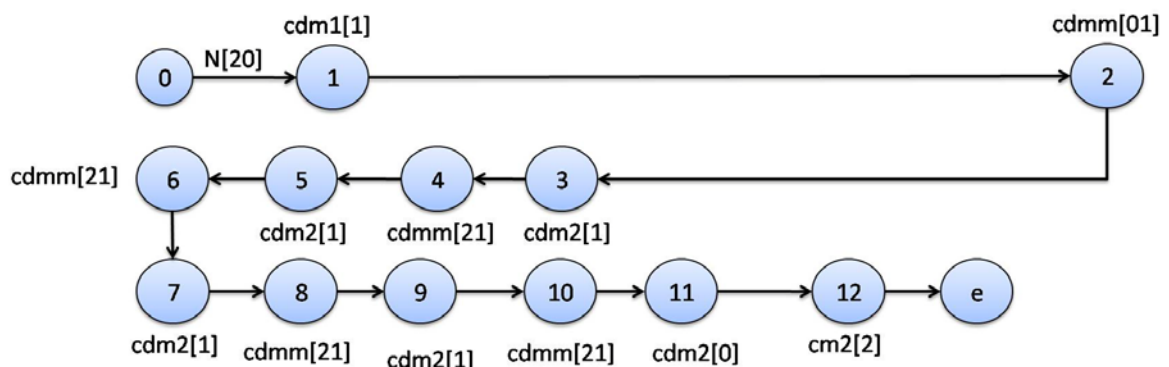 cdm1[1]
cdmm[01]
0 N[20] 1 2
cdmm[21] 6 5 4 3
cdm2[1] cdmm[21] cdm2[1]
7 8 9 10 11 12 e
cdm2[1] cdmm[21] cdm2[1] cdmm[21] cdm2[0] cm2[2]